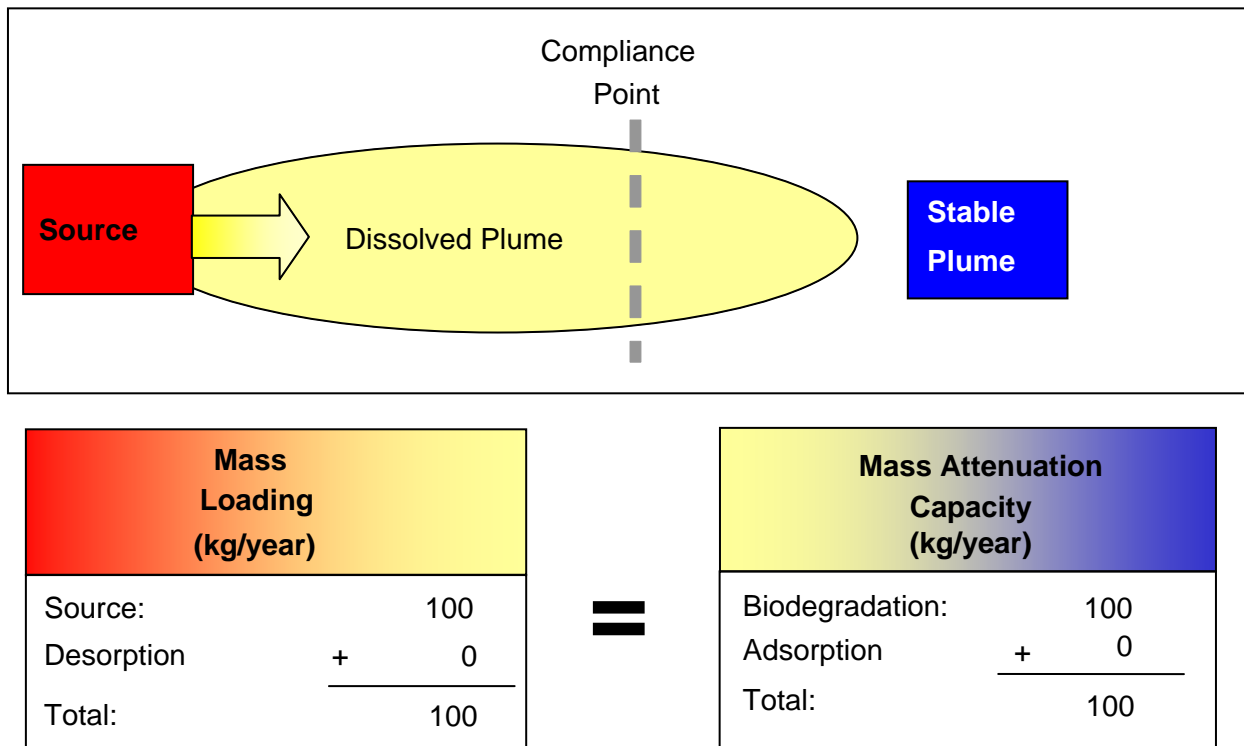 Compliance
Point
Source
Dissolved Plume
Stable
Plume
Mass
Loading
(kg/year)
Source: 100
Desorption + 0
Total: 100
=
Mass Attenuation
Capacity
(kg/year)
Biodegradation: 100
Adsorption + 0
Total: 100